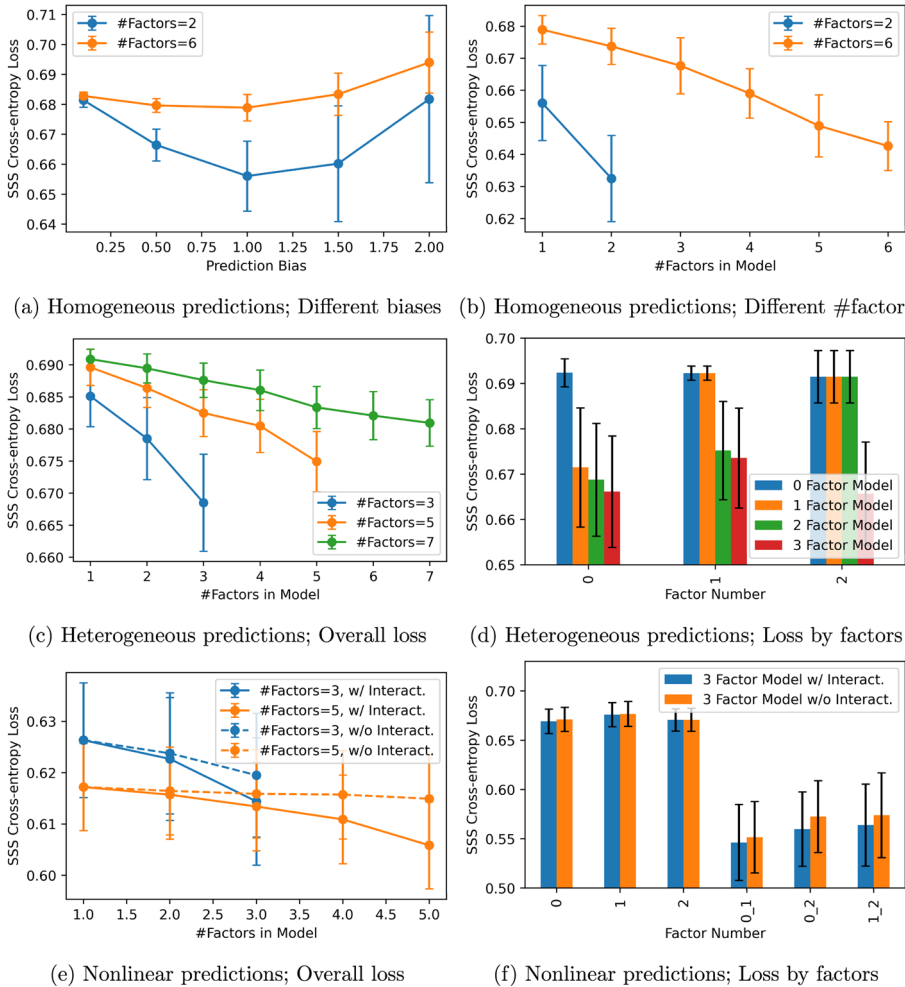 0.71
0.70
0.69
0.68
0.67
0.66
0.65
0.64
SSS Cross-entropy Loss
#Factors=2
#Factors=6
0.25 0.50 0.75 1.00 1.25 1.50 1.75 2.00
Prediction Bias
(a) Homogeneous predictions; Different biases
0.68
0.67
0.66
0.65
0.64
0.63
0.62
SSS Cross-entropy Loss
#Factors=2
#Factors=6
1 2 3 4 5 6
#Factors in Model
(b) Homogeneous predictions; Different #factor
0.690
0.685
0.680
0.675
0.670
0.665
0.660
SSS Cross-entropy Loss
#Factors=3
#Factors=5
#Factors=7
1 2 3 4 5 6 7
#Factors in Model
(c) Heterogeneous predictions; Overall loss
0.70
0.69
0.68
0.67
0.66
0.65
SSS Cross-entropy Loss
0 Factor Model
1 Factor Model
2 Factor Model
3 Factor Model
0 1 2
Factor Number
(d) Heterogeneous predictions; Loss by factors
0.63
0.62
0.61
0.60
SSS Cross-entropy Loss
#Factors=3, w/ Interact.
#Factors=5, w/ Interact.
#Factors=3, w/o Interact.
#Factors=5, w/o Interact.
1.0 1.5 2.0 2.5 3.0 3.5 4.0 4.5 5.0
#Factors in Model
(e) Nonlinear predictions; Overall loss
0.70
0.65
0.60
0.55
0.50
SSS Cross-entropy Loss
3 Factor Model w/ Interact.
3 Factor Model w/o Interact.
0 1 2 0_1 0_2 1_2
Factor Number
(f) Nonlinear predictions; Loss by factors